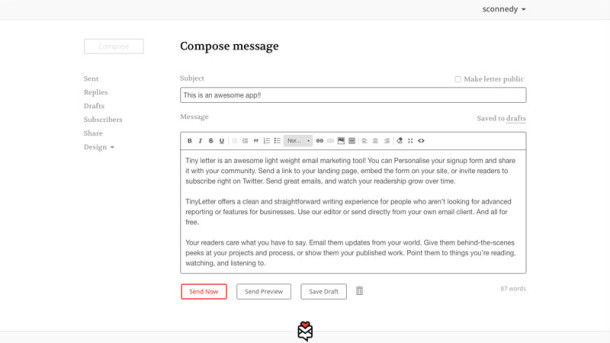 sconnedy
Compose
Compose message
Sent
Replies
Drafts
Subscribers
Share
Design
Subject
Make letter public
This is an awesome app!!
Message
Saved to drafts
B I S U No...
Tiny letter is an awesome light weight email marketing tool! You can Personalise your signup form and share
it with your community. Send a link to your landing page, embed the form on your site, or invite readers to
subscribe right on Twitter. Send great emails, and watch your readership grow over time.
TinyLetter offers a clean and straightforward writing experience for people who aren't looking for advanced
reporting or features for businesses. Use our editor or send directly from your own email client. And all for
free.
Your readers care what you have to say. Email them updates from your world. Give them behind-the-scenes
peeks at your projects and process, or show them your published work. Point them to things you're reading,
watching, and listening to.
Send Now
Send Preview
Save Draft
87 words